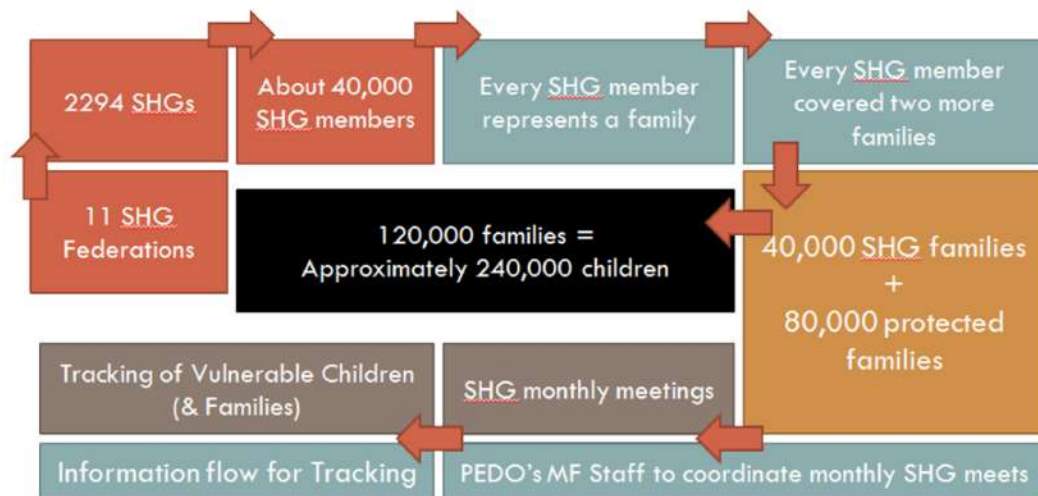 2294 SHGs
About 40,000
SHG members
Every SHG member
represents a family
Every SHG member
covered two more
families
11 SHG
Federations
120,000 families =
Approximately 240,000 children
40,000 SHG families
+
80,000 protected
families
Tracking of Vulnerable Children
(& Families)
SHG monthly meetings
Information flow for Tracking
PEDO's MF Staff to coordinate monthly SHG meets